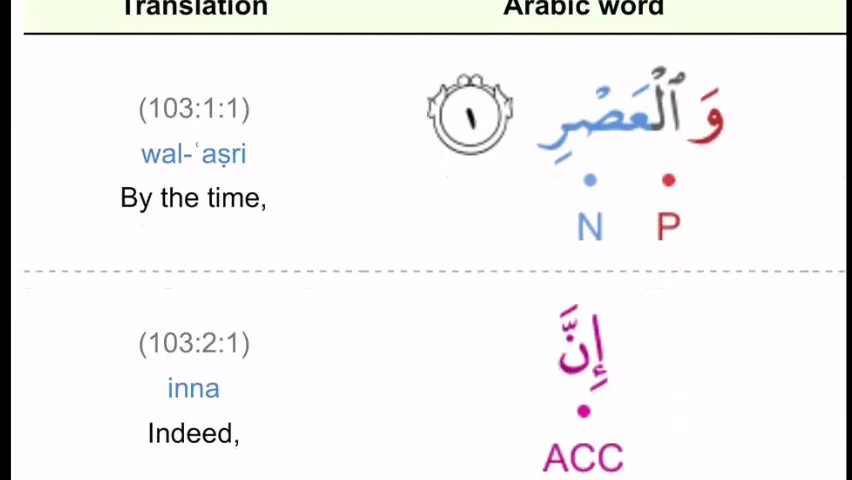 Translation Arabic word
(103:1:1)
wal-ʿaṣri
By the time,
وَٱلْعَصْرِ ١
N P
(103:2:1)
inna
Indeed,
إِنَّ
ACC